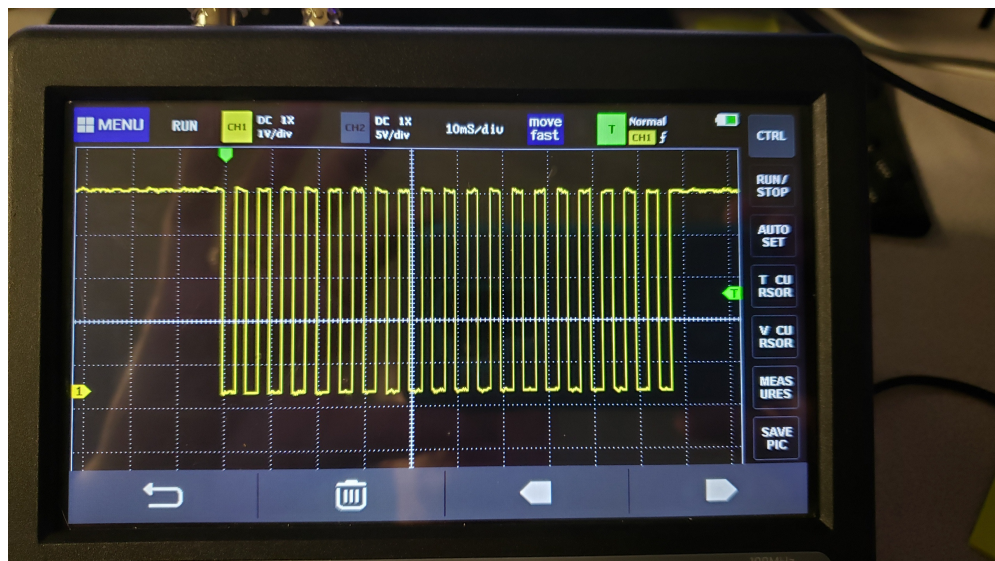 MENU
RUN
CH1
DC 1X
1V/div
CH2
DC 1X
5V/div
10mS/div
move
fast
T
Normal
CH1
CTRL
RUN/
STOP
AUTO
SET
T CU
RSOR
V CU
RSOR
MEAS
URES
SAVE
PIC
T
1